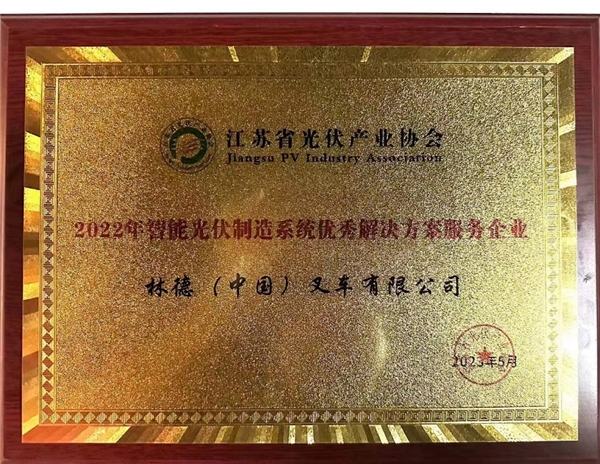 江苏省光伏产业协会
Jiangsu PV Industry Association
2022年智能光伏制造系统优秀解决方案服务企业
林德（中国）叉车有限公司
2023年5月